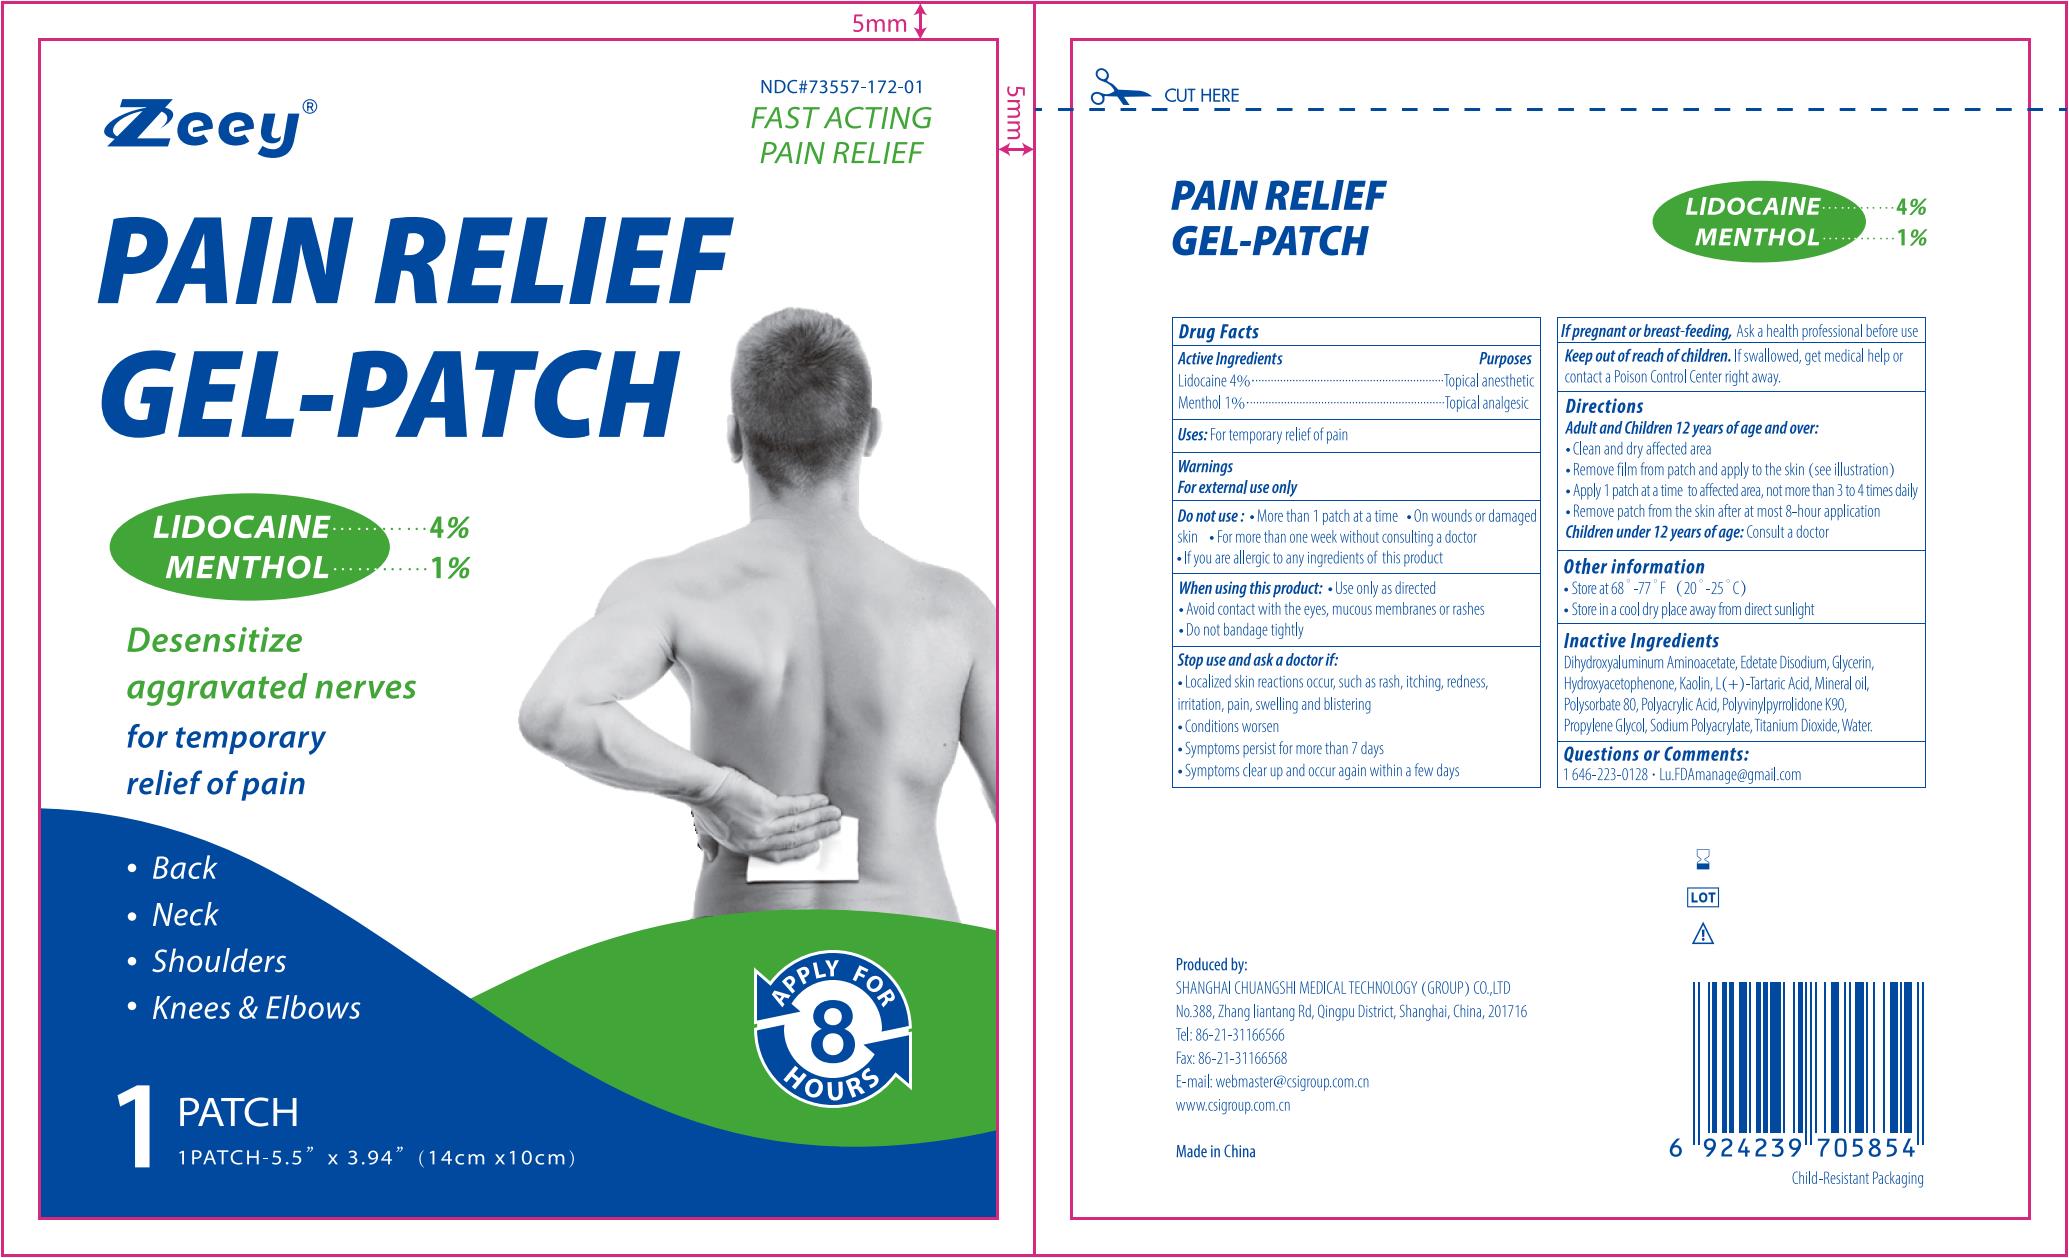 5mm
5mm
Zeey®
NDC#73557-172-01
FAST ACTING
PAIN RELIEF
PAIN RELIEF
GEL-PATCH
LIDOCAINE············4%
MENTHOL············1%
Desensitize
aggravated nerves
for temporary
relief of pain
• Back
• Neck
• Shoulders
• Knees & Elbows
APPLY FOR
8
HOURS
1 PATCH
1PATCH-5.5” x 3.94” (14cm x10cm)
CUT HERE
PAIN RELIEF
GEL-PATCH
LIDOCAINE············4%
MENTHOL············1%
Drug Facts
Active Ingredients Purposes
Lidocaine 4%····························Topical anesthetic
Menthol 1%····························Topical analgesic
Uses: For temporary relief of pain
Warnings
For external use only
Do not use : • More than 1 patch at a time • On wounds or damaged
skin • For more than one week without consulting a doctor
• If you are allergic to any ingredients of this product
When using this product: • Use only as directed
• Avoid contact with the eyes, mucous membranes or rashes
• Do not bandage tightly
Stop use and ask a doctor if:
• Localized skin reactions occur, such as rash, itching, redness,
irritation, pain, swelling and blistering
• Conditions worsen
• Symptoms persist for more than 7 days
• Symptoms clear up and occur again within a few days
If pregnant or breast-feeding, Ask a health professional before use
Keep out of reach of children. If swallowed, get medical help or
contact a Poison Control Center right away.
Directions
Adult and Children 12 years of age and over:
• Clean and dry affected area
• Remove film from patch and apply to the skin (see illustration)
• Apply 1 patch at a time to affected area, not more than 3 to 4 times daily
• Remove patch from the skin after at most 8-hour application
Children under 12 years of age: Consult a doctor
Other information
• Store at 68°-77°F (20°-25°C)
• Store in a cool dry place away from direct sunlight
Inactive Ingredients
Dihydroxyaluminum Aminoacetate, Edetate Disodium, Glycerin,
Hydroxyacetophenone, Kaolin, L(+)-Tartaric Acid, Mineral oil,
Polysorbate 80, Polyacrylic Acid, Polyvinylpyrrolidone K90,
Propylene Glycol, Sodium Polyacrylate, Titanium Dioxide, Water.
Questions or Comments:
1 646-223-0128 · Lu.FDAmanage@gmail.com
LOT
Produced by:
SHANGHAI CHUANGSHI MEDICAL TECHNOLOGY (GROUP) CO.,LTD
No.388, Zhang liantang Rd, Qingpu District, Shanghai, China, 201716
Tel: 86-21-31166566
Fax: 86-21-31166568
E-mail: webmaster@csigroup.com.cn
www.csigroup.com.cn
Made in China
6 924239 705854
Child-Resistant Packaging